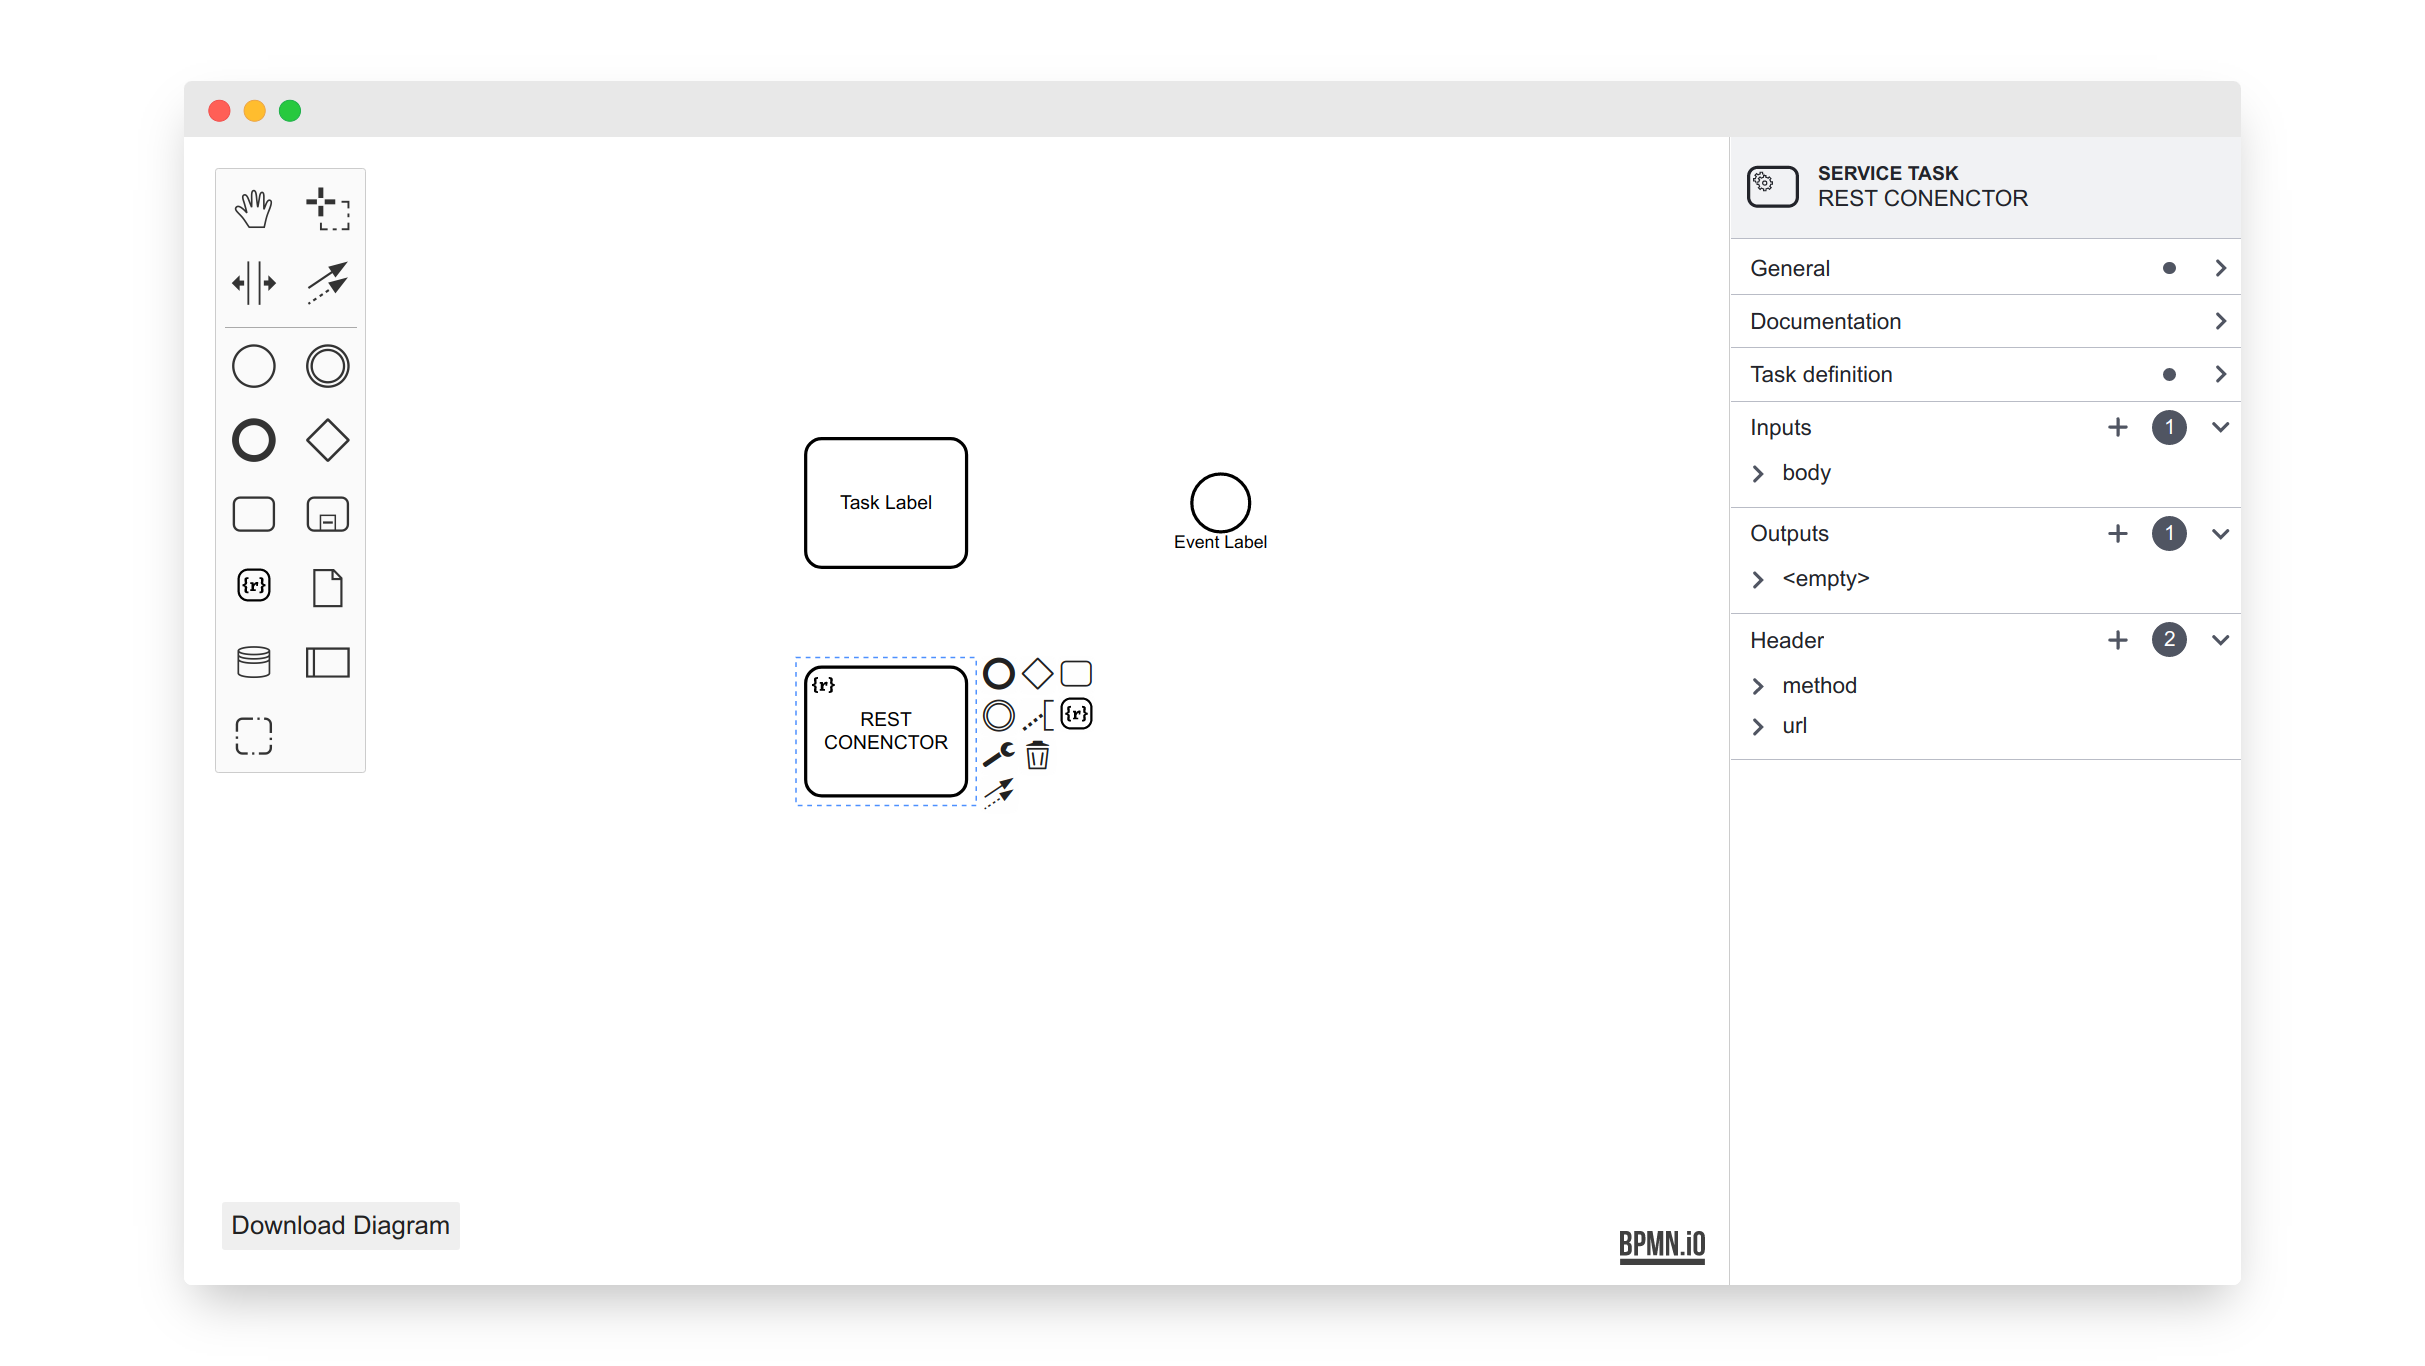 SERVICE TASK
REST CONENCTOR
General
Documentation
Task definition
Inputs
1
body
Outputs
1
<empty>
Header
2
method
url
{r}
Task Label
Event Label
{r}
REST
CONENCTOR
{r}
Download Diagram
BPMN.iO